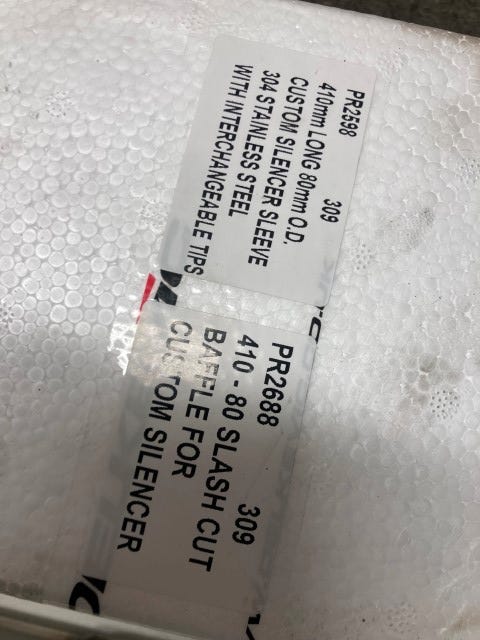 PR2598 309
410mm LONG 80mm O.D.
CUSTOM SILENCER SLEEVE
304 STAINLESS STEEL
WITH INTERCHANGEABLE TIPS
PR2688 309
410 - 80 SLASH CUT
BAFFLE FOR
CUSTOM SILENCER